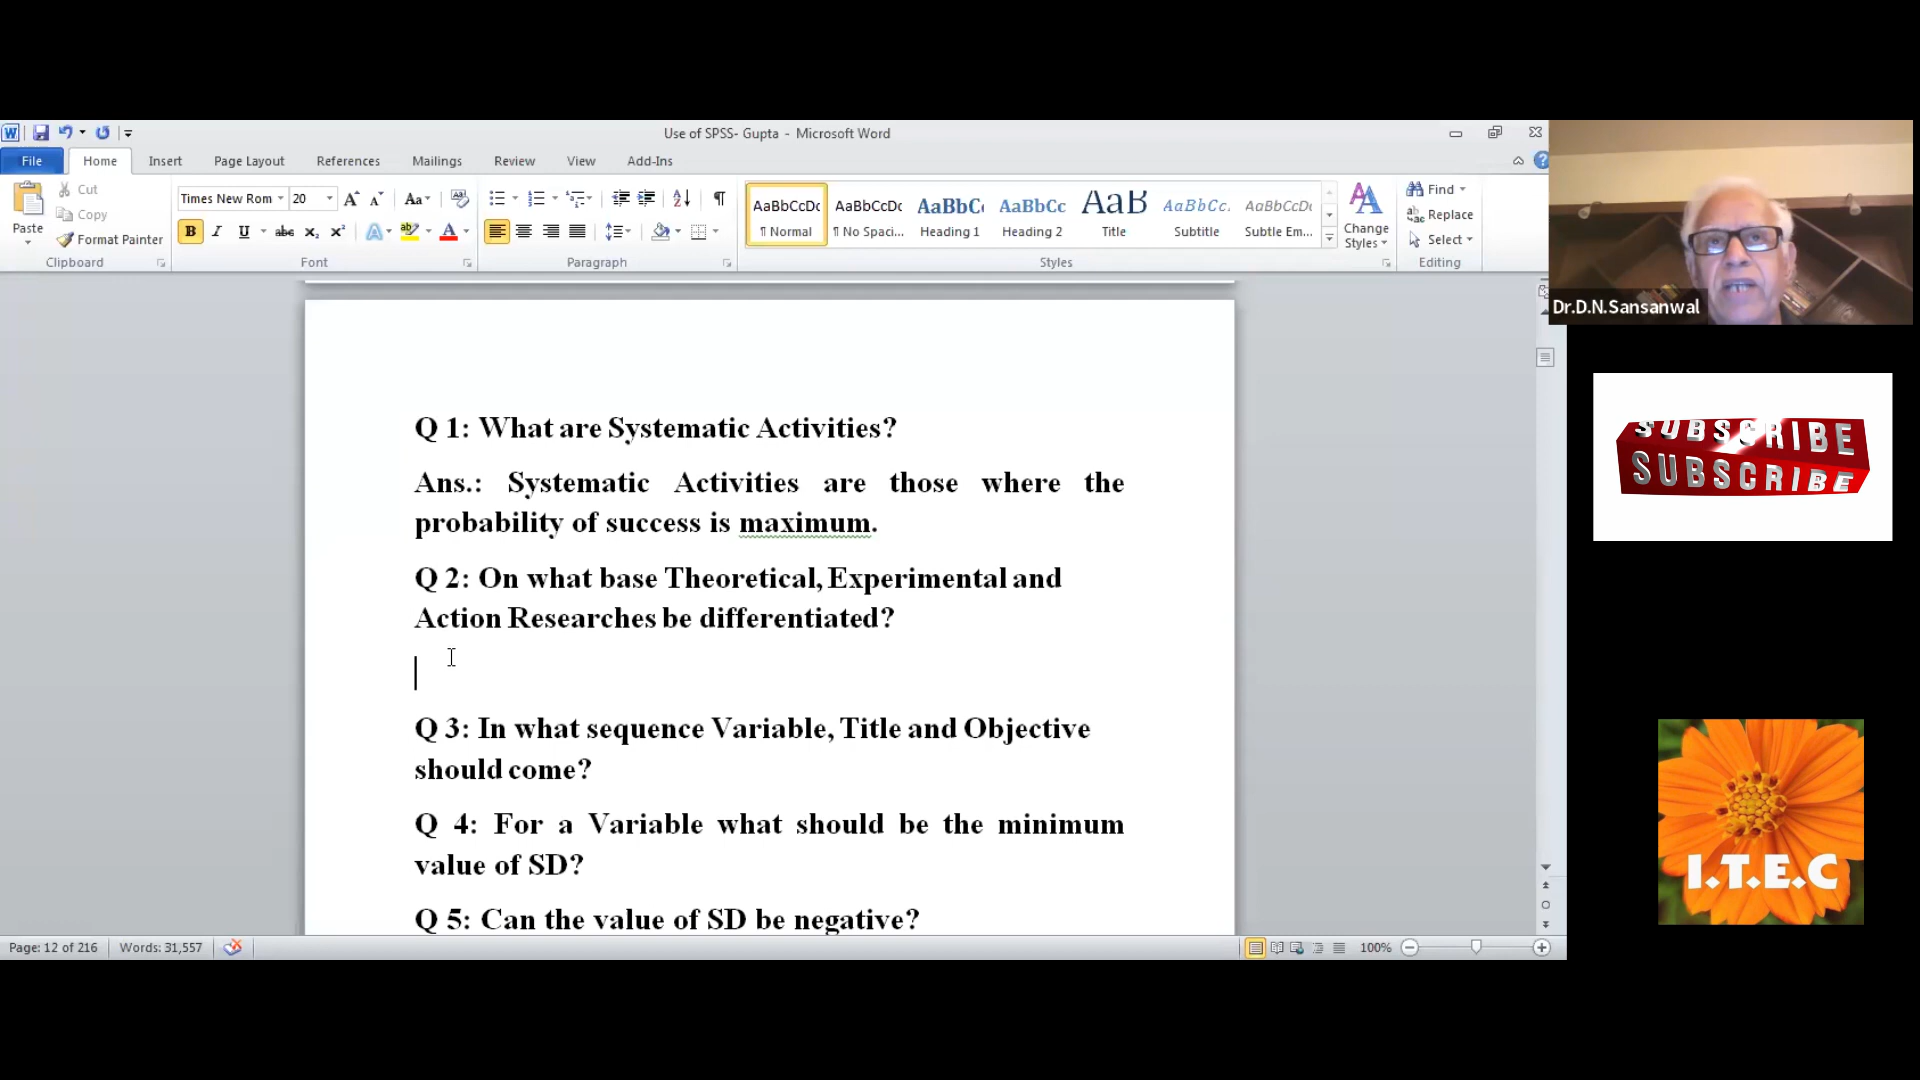 Use of SPSS- Gupta - Microsoft Word
File Home Insert Page Layout References Mailings Review View Add-Ins
Cut
Copy
Format Painter
Paste
Clipboard
Times New Rom 20
Font
Paragraph
AaBbCcDc AaBbCcDc AaBbC AaBbCc AaB AaBbCc. AaBbCcDc
¶ Normal ¶ No Spaci... Heading 1 Heading 2 Title Subtitle Subtle Em...
Change
Styles
Styles
Find
Replace
Select
Editing
Dr.D.N.Sansanwal
Q 1: What are Systematic Activities?
Ans.: Systematic Activities are those where the
probability of success is maximum.
Q 2: On what base Theoretical, Experimental and
Action Researches be differentiated?
Q 3: In what sequence Variable, Title and Objective
should come?
Q 4: For a Variable what should be the minimum
value of SD?
Q 5: Can the value of SD be negative?
SUBSCRIBE
SUBSCRIBE
I.T.E.C
Page: 12 of 216 Words: 31,557 100%